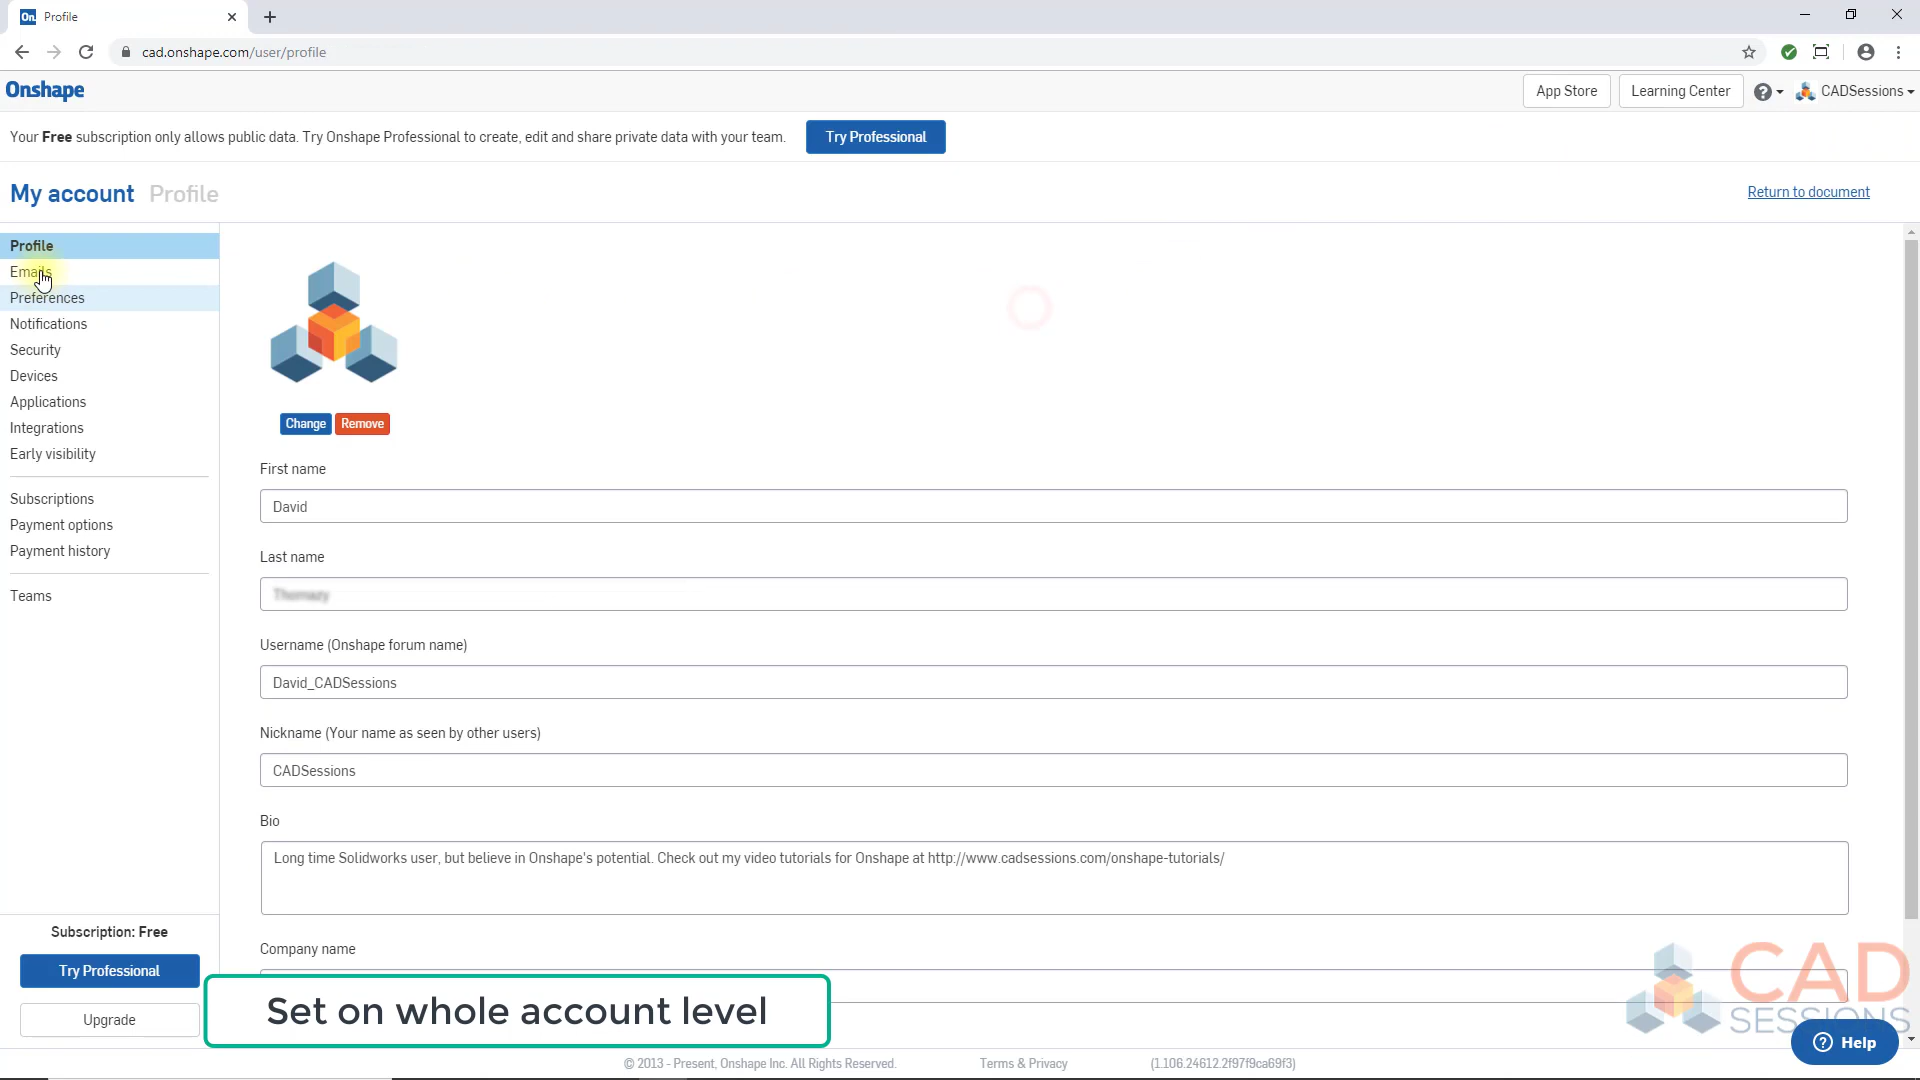 On. Profile
cad.onshape.com/user/profile
Onshape
App Store
Learning Center
CADSessions
Your Free subscription only allows public data. Try Onshape Professional to create, edit and share private data with your team.
Try Professional
My account Profile
Return to document
Profile
Emails
Preferences
Notifications
Security
Devices
Applications
Integrations
Early visibility
Subscriptions
Payment options
Payment history
Teams
Change
Remove
First name
David
Last name
Username (Onshape forum name)
David_CADSessions
Nickname (Your name as seen by other users)
CADSessions
Bio
Long time Solidworks user, but believe in Onshape's potential. Check out my video tutorials for Onshape at http://www.cadsessions.com/onshape-tutorials/
Company name
Subscription: Free
Try Professional
Upgrade
Set on whole account level
CAD
SESSIONS
Help
© 2013 - Present, Onshape Inc. All Rights Reserved.
Terms & Privacy
(1.106.24612.2f97f9ca69f3)